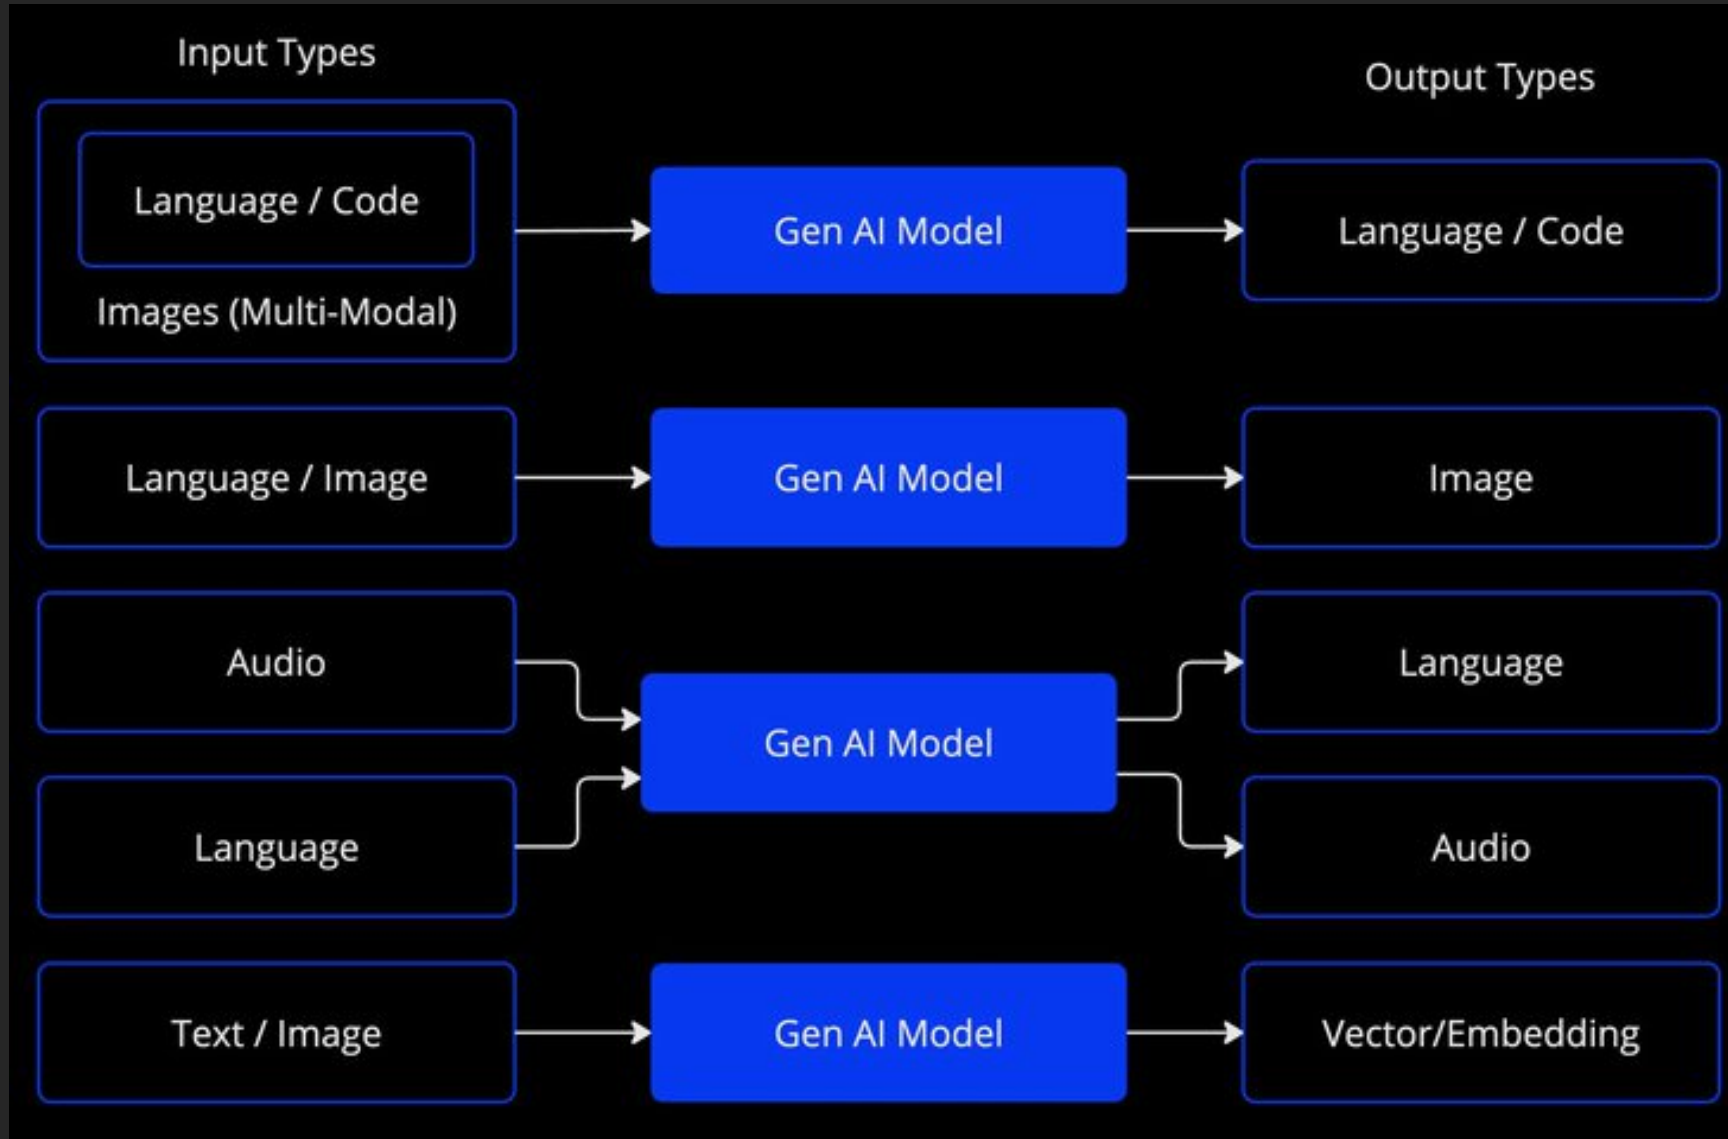 Input Types
Output Types
Language / Code
Images (Multi-Modal)
Gen AI Model
Language / Code
Language / Image
Gen AI Model
Image
Audio
Language
Gen AI Model
Language
Audio
Text / Image
Gen AI Model
Vector/Embedding